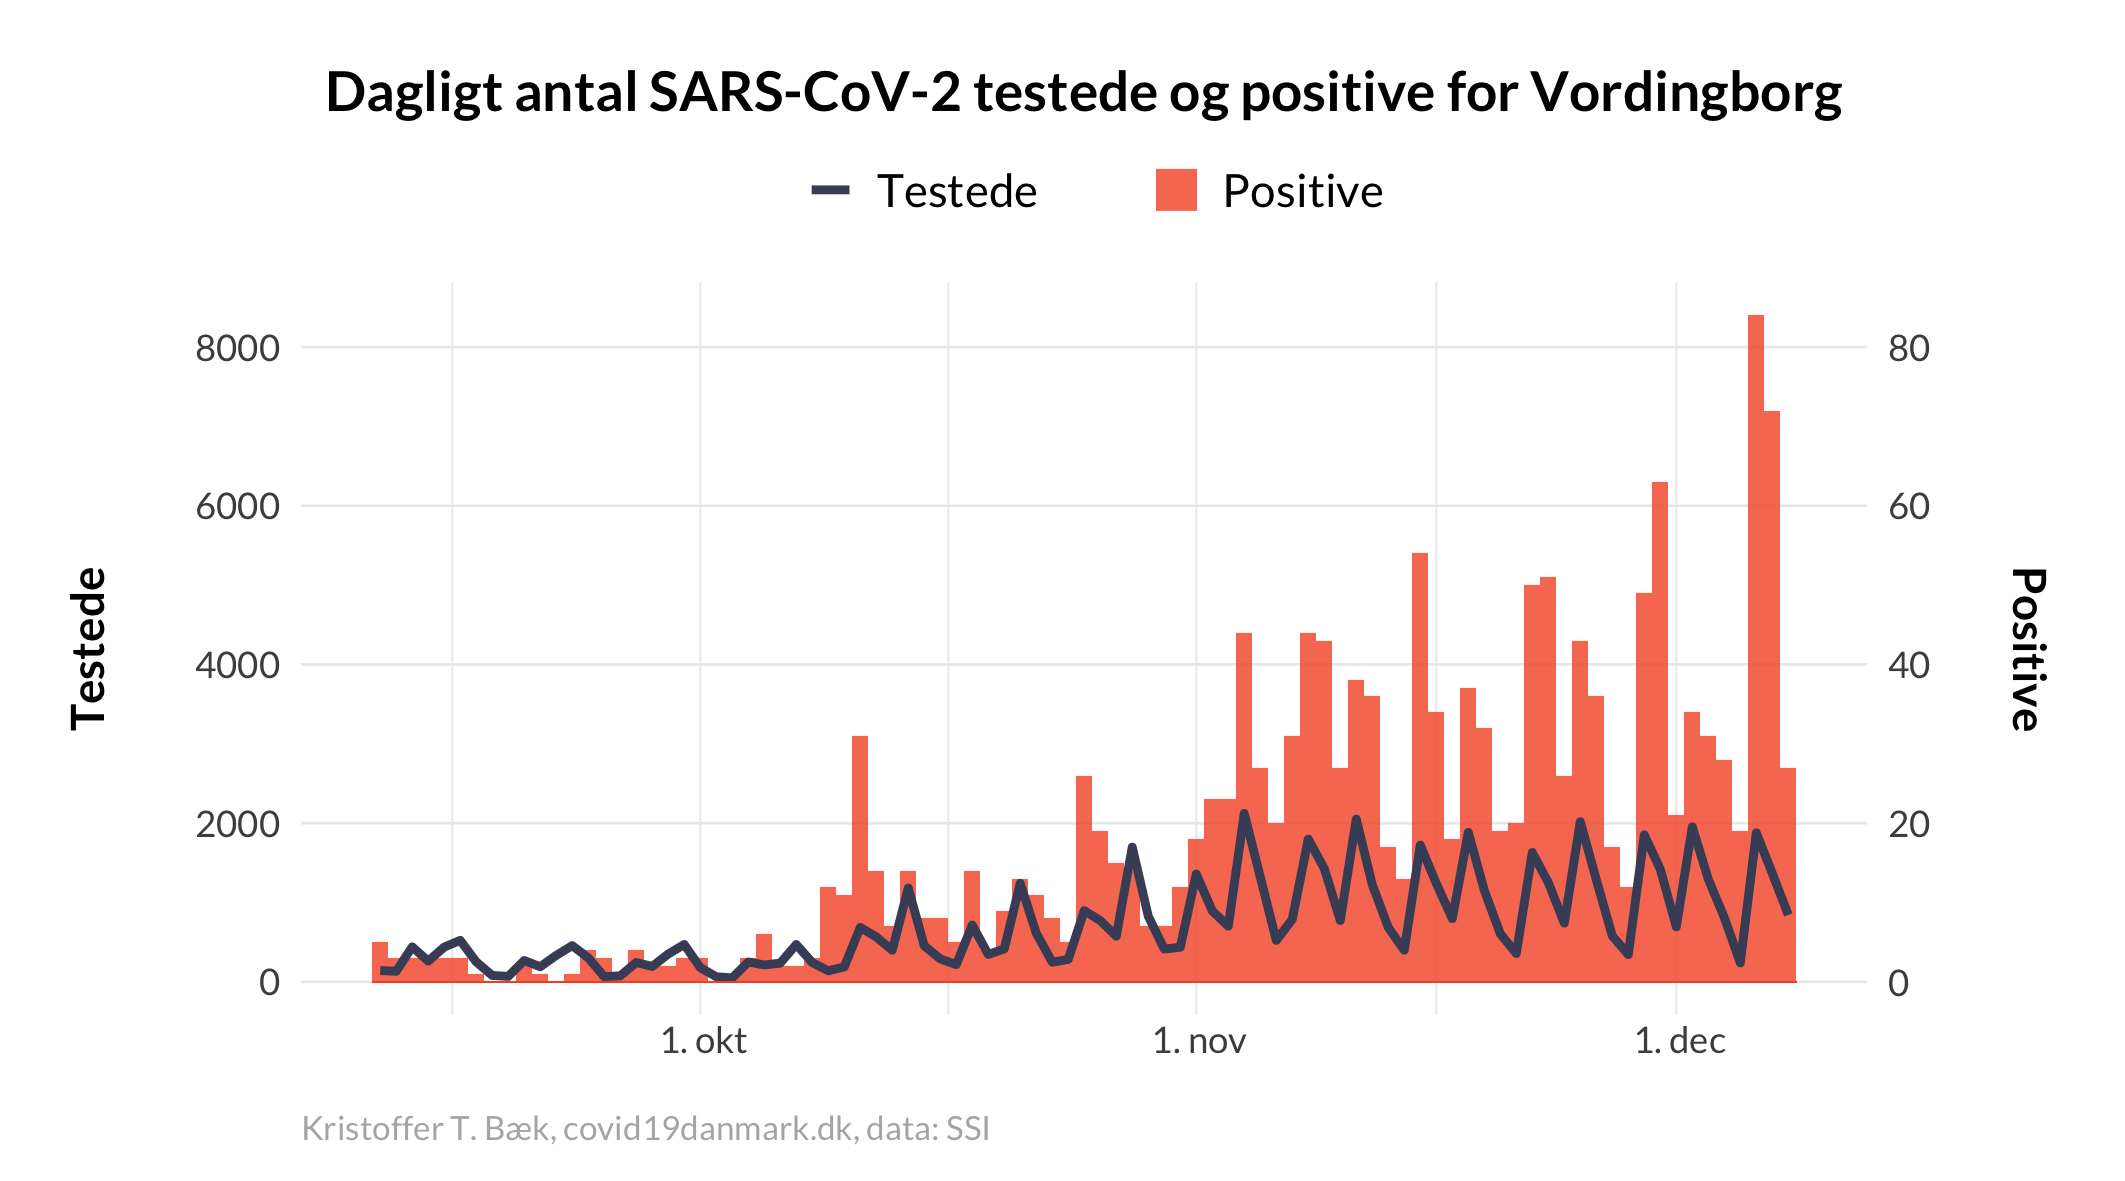 Dagligt antal SARS-CoV-2 testede og positive for Vordingborg
Testede Positive
8000 80
6000 60
4000 40
2000 20
0 0
Testede
Positive
1. okt 1. nov 1. dec
Kristoffer T. Bæk, covid19danmark.dk, data: SSI